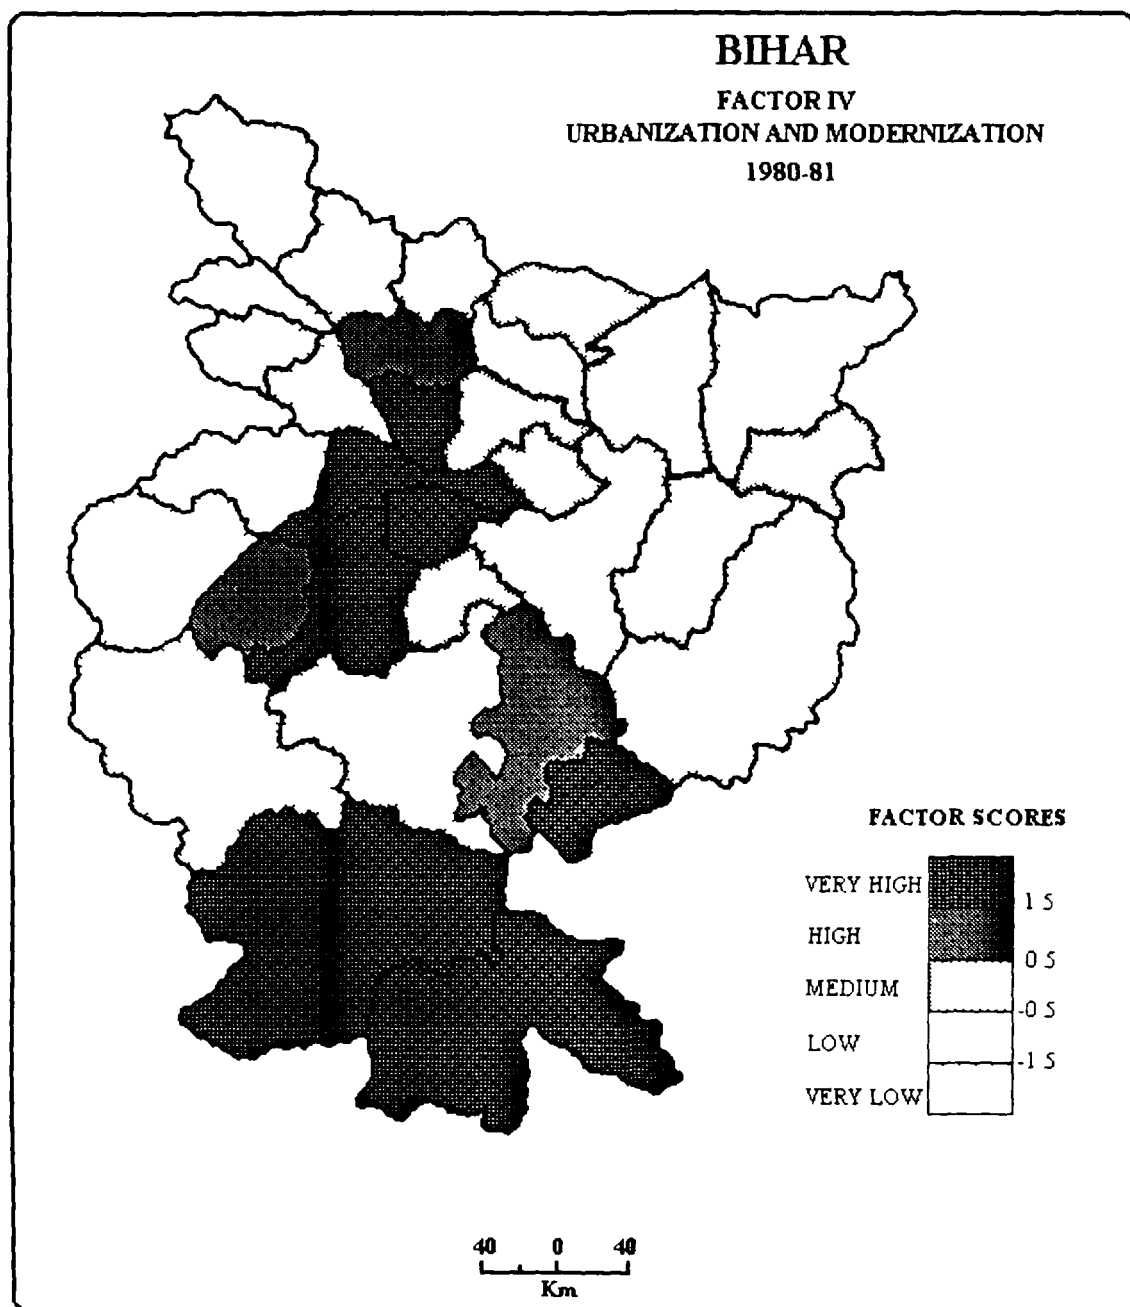 BIHAR
FACTOR IV
URBANIZATION AND MODERNIZATION
1980-81
FACTOR SCORES
VERY HIGH
1 5
HIGH
0 5
MEDIUM
-0 5
LOW
-1 5
VERY LOW
40 0 40
Km